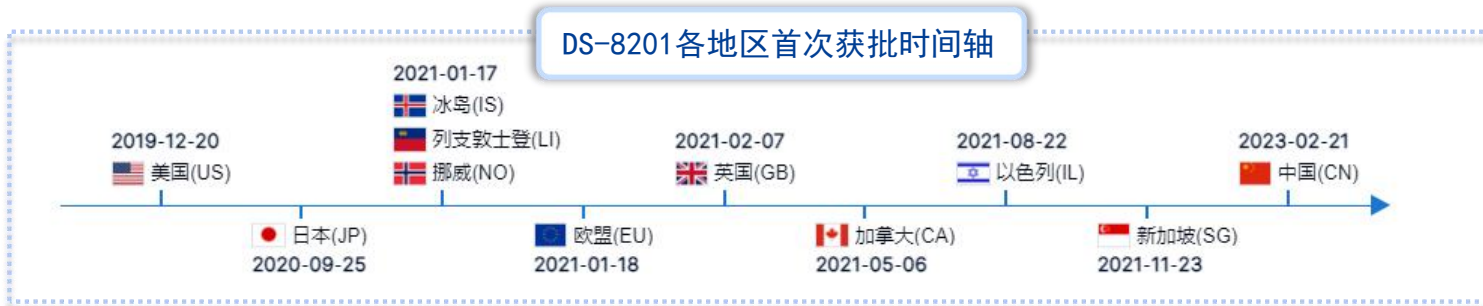 DS-8201各地区首次获批时间轴
2021-01-17
冰岛(IS)
列支敦士登(LI)
挪威(NO)
2019-12-20
美国(US)
2021-02-07
英国(GB)
2021-08-22
以色列(IL)
2023-02-21
中国(CN)
日本(JP)
2020-09-25
欧盟(EU)
2021-01-18
加拿大(CA)
2021-05-06
新加坡(SG)
2021-11-23